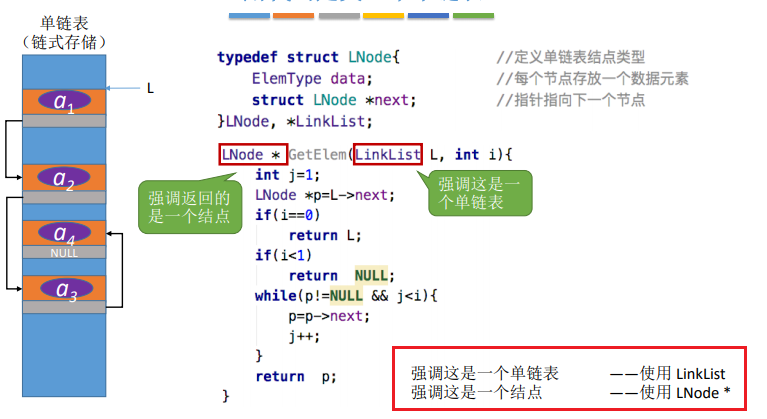 单链表
（链式存储）
L
a1
a2
a4
NULL
a3
typedef struct LNode{ //定义单链表结点类型
ElemType data; //每个节点存放一个数据元素
struct LNode *next; //指针指向下一个节点
}LNode, *LinkList;
LNode * GetElem(LinkList L, int i){
int j=1;
LNode *p=L->next;
if(i==0)
return L;
if(i<1)
return NULL;
while(p!=NULL && j<i){
p=p->next;
j++;
}
return p;
}
强调返回的
是一个结点
强调这是一
个单链表
强调这是一个单链表 ——使用 LinkList
强调这是一个结点 ——使用 LNode *